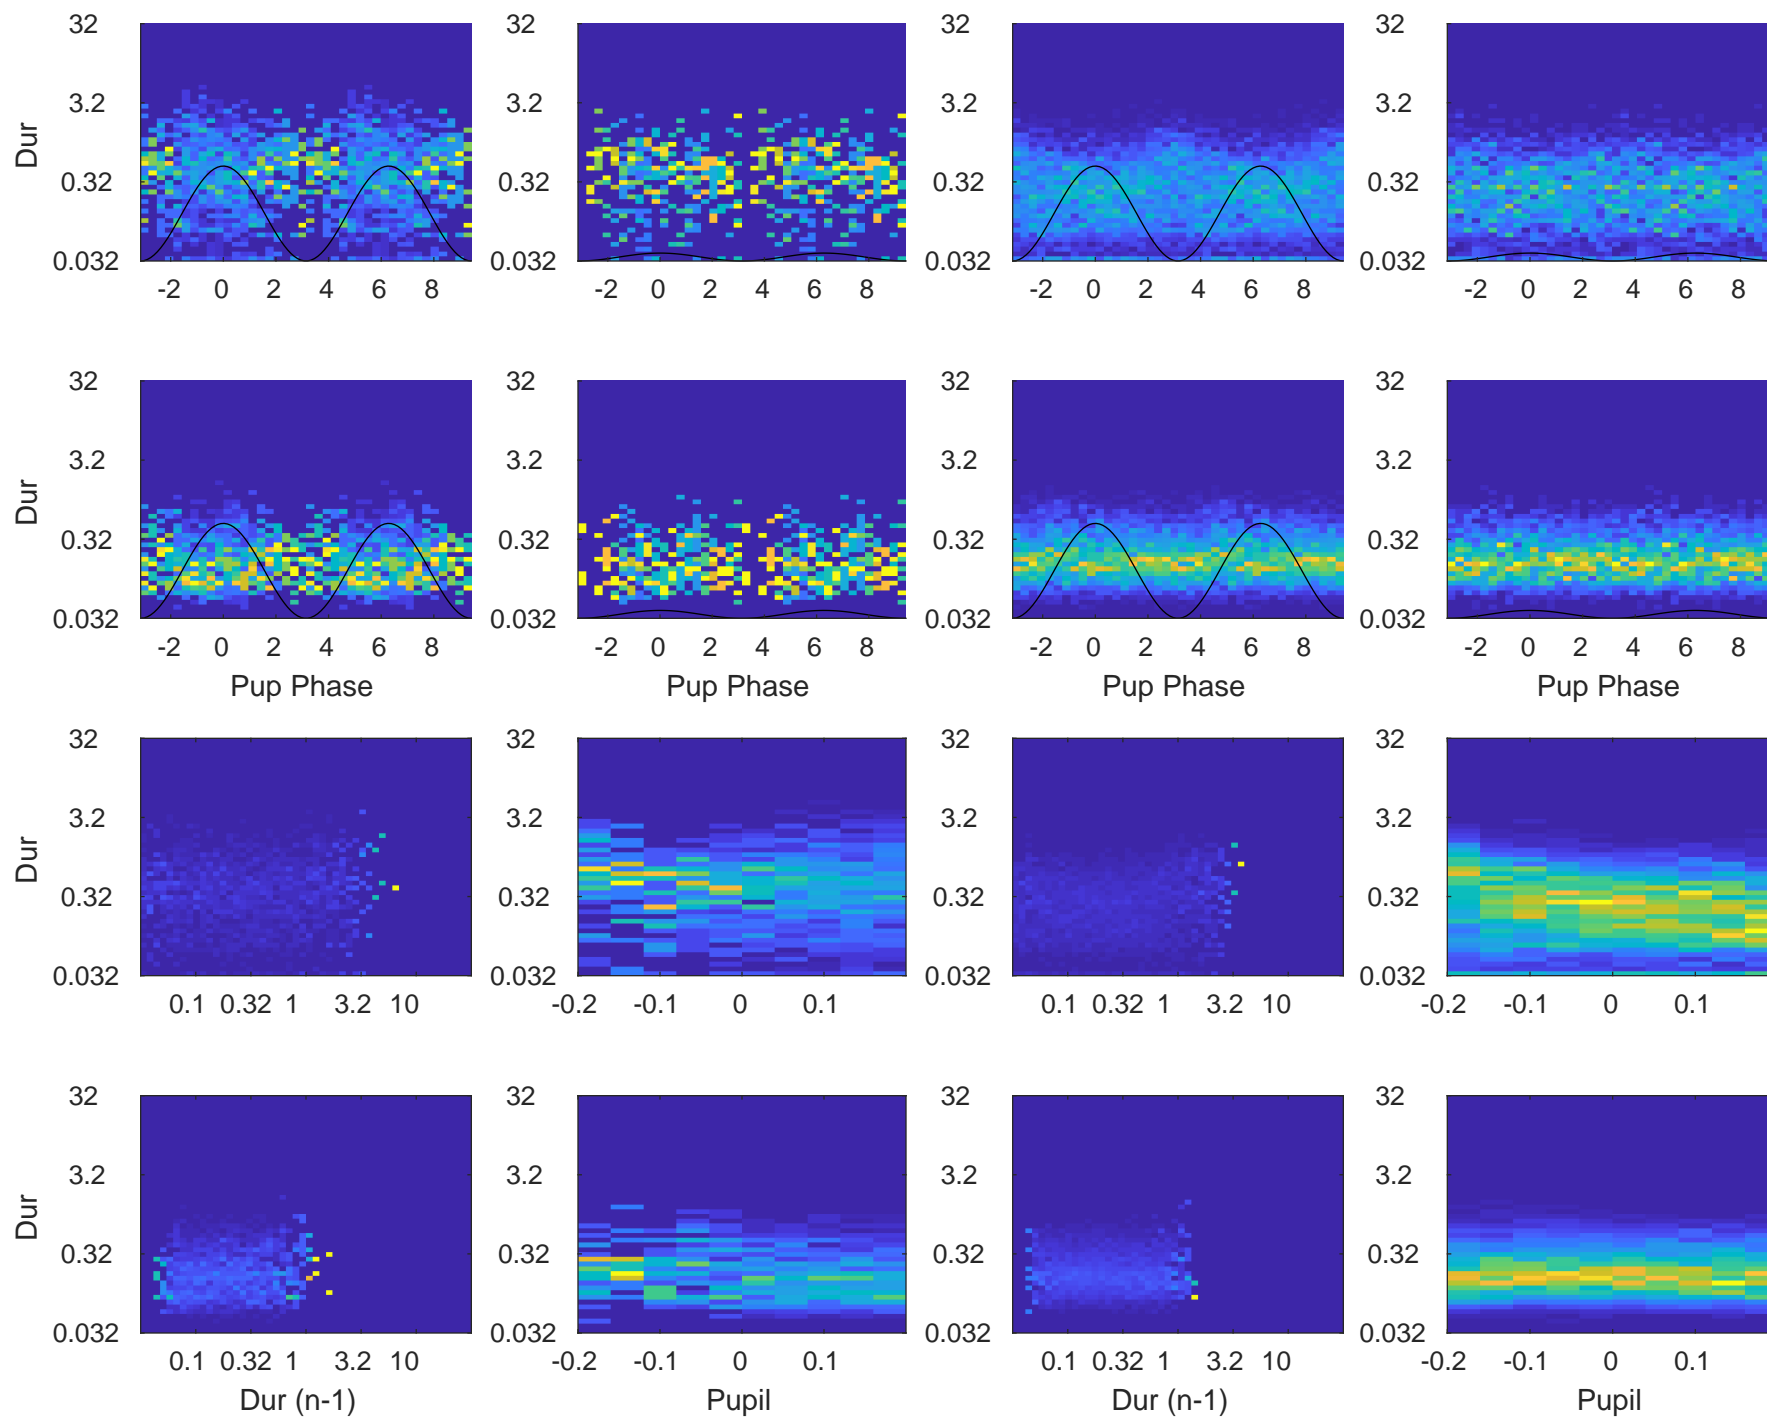 32 32 32 32
3.2 3.2 3.2 3.2
Dur
0.32 0.32 0.32 0.32
0.032 0.032 0.032 0.032
-2 0 2 4 6 8 -2 0 2 4 6 8 -2 0 2 4 6 8 -2 0 2 4 6 8
32 32 32 32
3.2 3.2 3.2 3.2
Dur
0.32 0.32 0.32 0.32
0.032 0.032 0.032 0.032
-2 0 2 4 6 8 -2 0 2 4 6 8 -2 0 2 4 6 8 -2 0 2 4 6 8
Pup Phase Pup Phase Pup Phase Pup Phase
32 32 32 32
3.2 3.2 3.2 3.2
Dur
0.32 0.32 0.32 0.32
0.032 0.032 0.032 0.032
0.1 0.32 1 3.2 10 -0.2 -0.1 0 0.1 0.1 0.32 1 3.2 10 -0.2 -0.1 0 0.1
32 32 32 32
3.2 3.2 3.2 3.2
Dur
0.32 0.32 0.32 0.32
0.032 0.032 0.032 0.032
0.1 0.32 1 3.2 10 -0.2 -0.1 0 0.1 0.1 0.32 1 3.2 10 -0.2 -0.1 0 0.1
Dur (n-1) Pupil Dur (n-1) Pupil